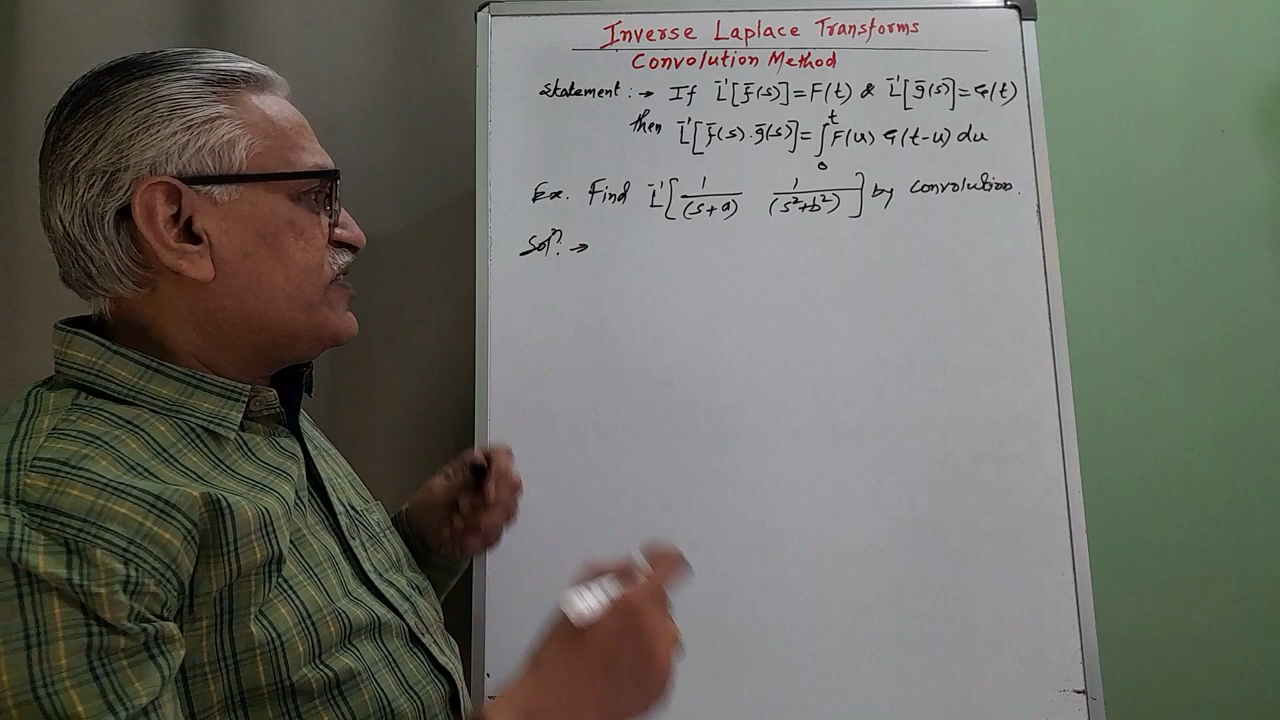 Inverse Laplace Transforms
Convolution Method
Statement :→ If L⁻¹[f̄(s)] = F(t) & L⁻¹[ḡ(s)] = G(t)
then L⁻¹[f̄(s) . ḡ(s)] = ∫₀ᵗ F(u) G(t-u) du
Ex. Find L⁻¹[1/(s+a) 1/(s²+b²)] by convolution.
Solⁿ. →